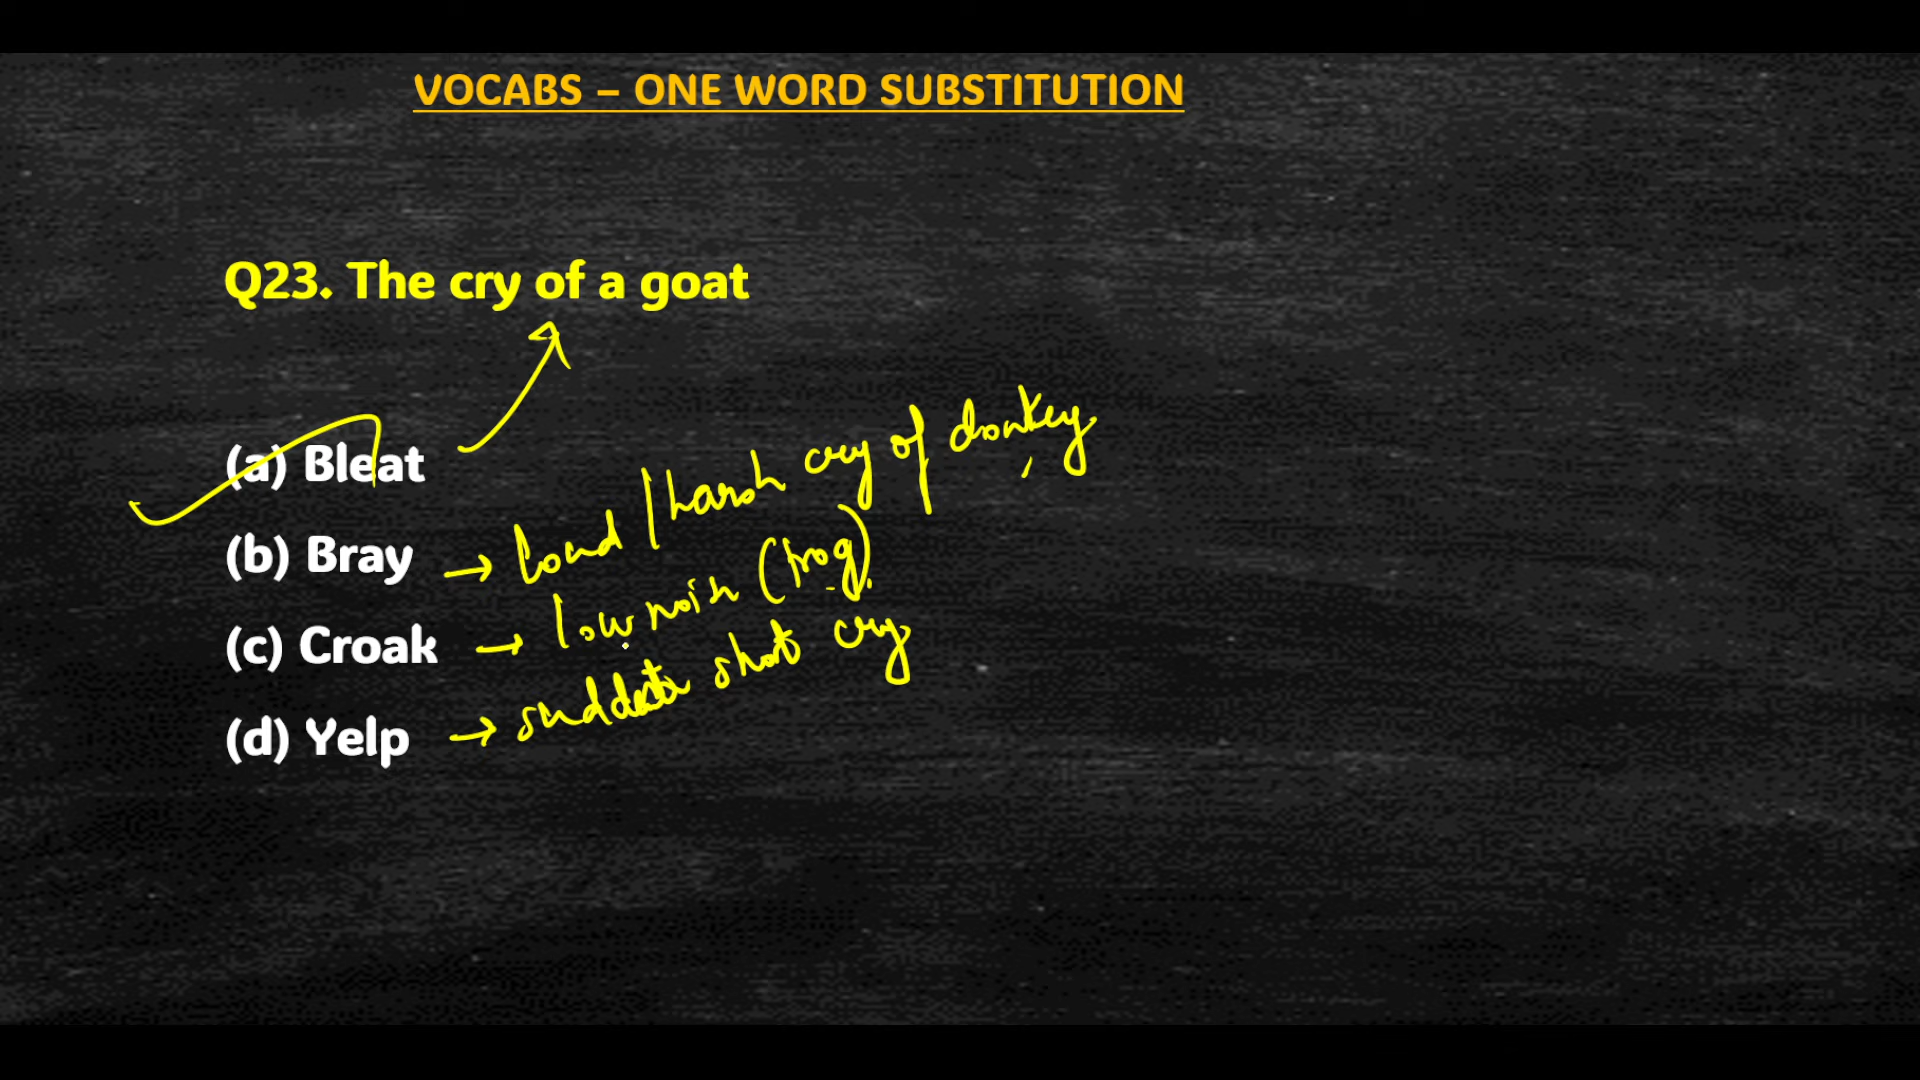 VOCABS – ONE WORD SUBSTITUTION
Q23. The cry of a goat
(a) Bleat
(b) Bray → loud / harsh cry of donkey
(c) Croak → low noise (frog)
(d) Yelp → sudden short cry